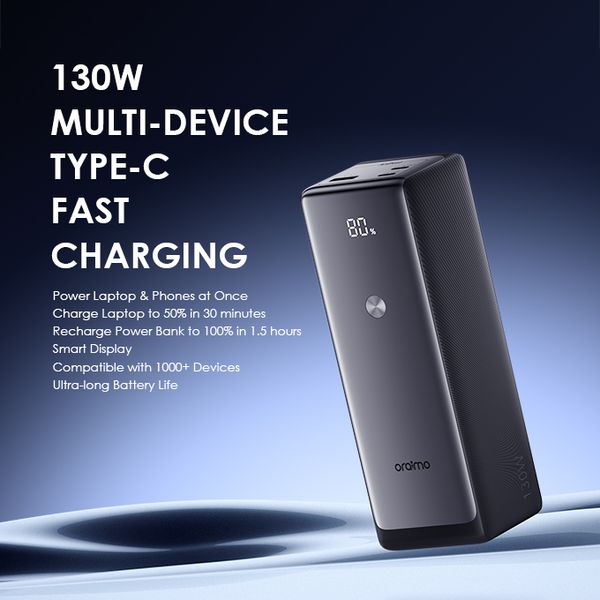 130W
MULTI-DEVICE
TYPE-C
FAST
CHARGING
Power Laptop & Phones at Once
Charge Laptop to 50% in 30 minutes
Recharge Power Bank to 100% in 1.5 hours
Smart Display
Compatible with 1000+ Devices
Ultra-long Battery Life
80%
oraimo
130W